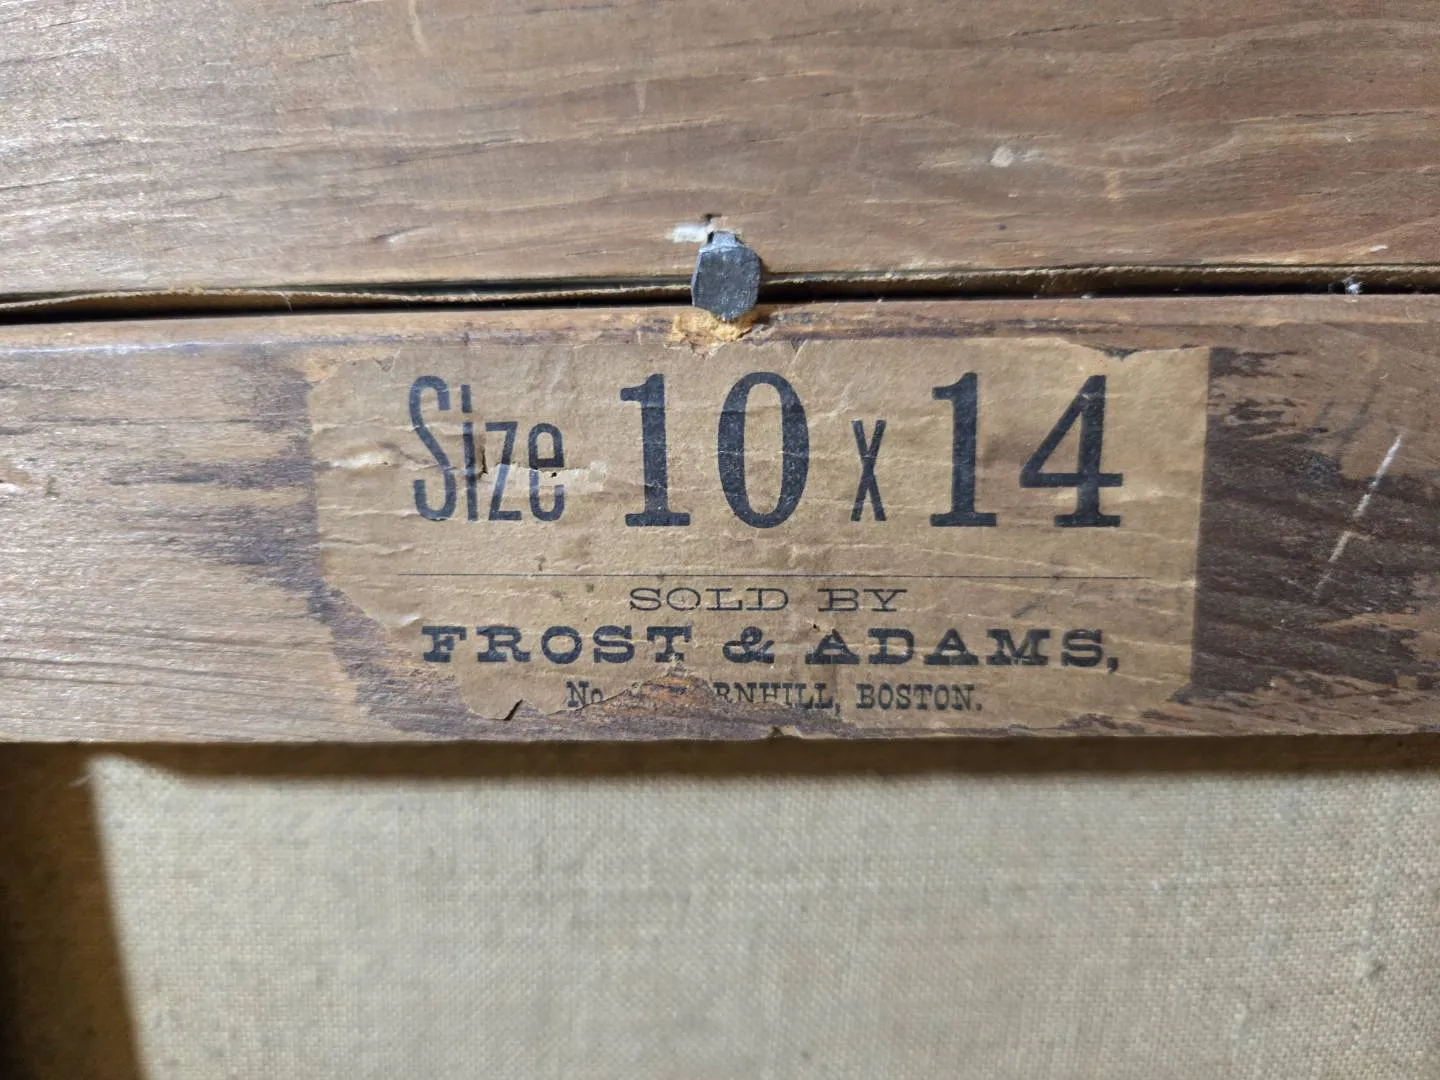 Size 10 x 14
SOLD BY
FROST & ADAMS,
No RNHILL, BOSTON.